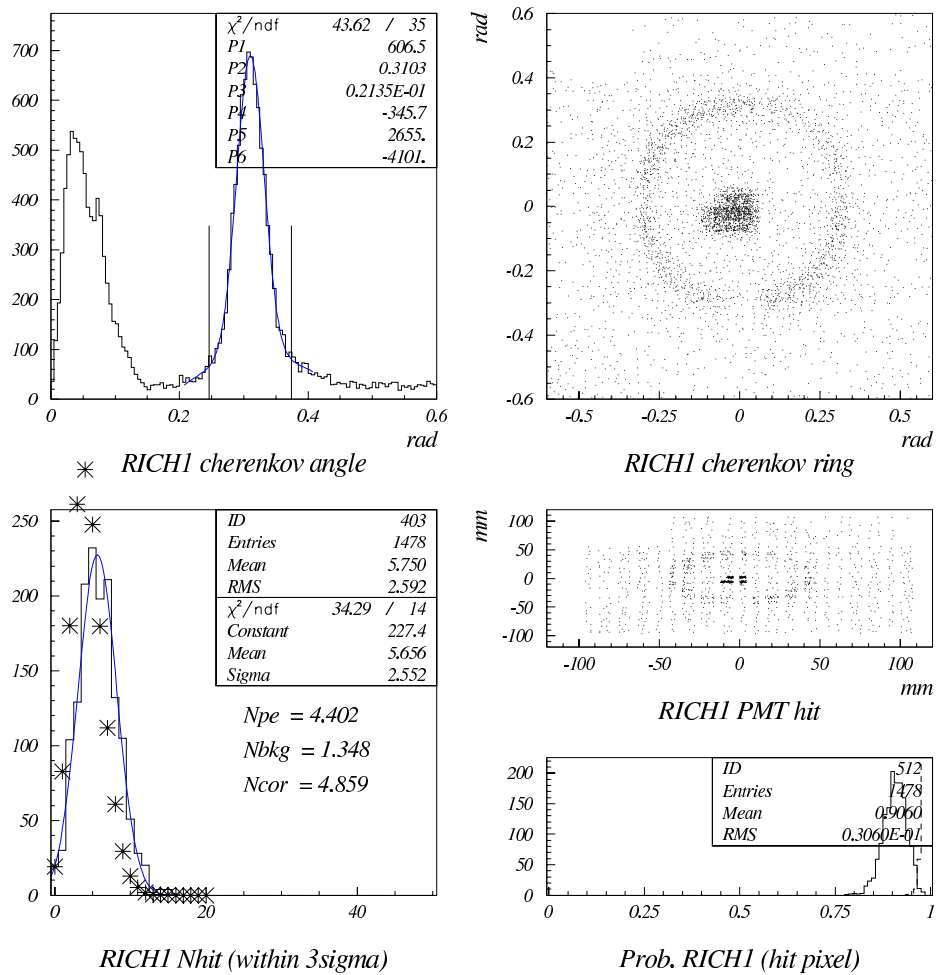 χ²/ndf 43.62 / 35
P1 606.5
P2 0.3103
P3 0.2135E-01
P4 -345.7
P5 2655.
P6 -4101.
700
600
500
400
300
200
100
0
0 0.2 0.4 0.6
rad
RICH1 cherenkov angle
rad
0.6
0.4
0.2
0
-0.2
-0.4
-0.6
-0.5 -0.25 0 0.25 0.5
rad
RICH1 cherenkov ring
ID 403
Entries 1478
Mean 5.750
RMS 2.592
χ²/ndf 34.29 / 14
Constant 227.4
Mean 5.656
Sigma 2.552
Npe = 4.402
Nbkg = 1.348
Ncor = 4.859
250
200
150
100
50
0
0 20 40
RICH1 Nhit (within 3sigma)
mm
100
50
0
-50
-100
-100 -50 0 50 100
mm
RICH1 PMT hit
ID 512
Entries 1478
Mean 0.9060
RMS 0.3060E-01
200
150
100
50
0
0 0.25 0.5 0.75 1
Prob. RICH1 (hit pixel)